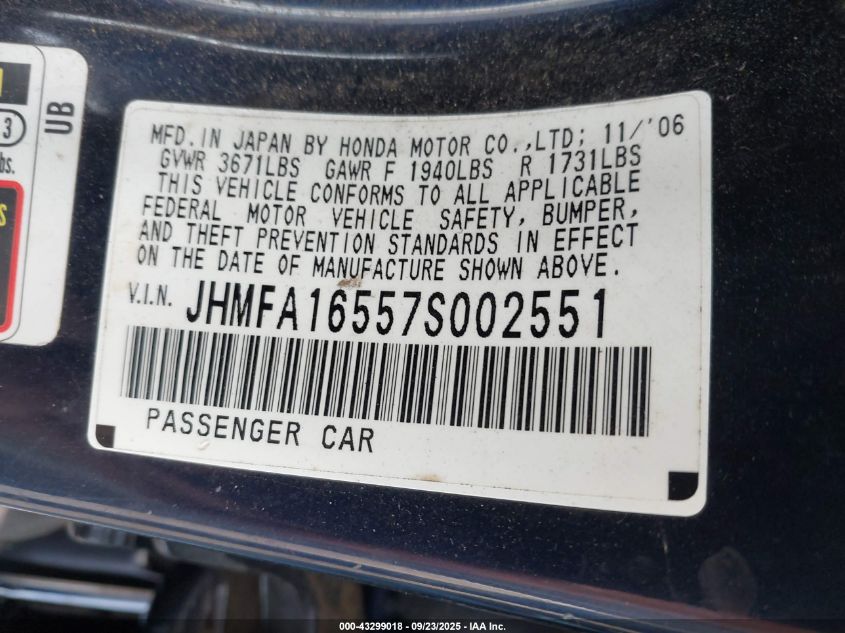 3
bs.
S
UB
MFD. IN JAPAN BY HONDA MOTOR CO.,LTD; 11/'06
GVWR 3671LBS GAWR F 1940LBS R 1731LBS
THIS VEHICLE CONFORMS TO ALL APPLICABLE
FEDERAL MOTOR VEHICLE SAFETY, BUMPER,
AND THEFT PREVENTION STANDARDS IN EFFECT
ON THE DATE OF MANUFACTURE SHOWN ABOVE.
V.I.N. JHMFA16557S002551
PASSENGER CAR
000-43299018 - 09/23/2025 - IAA Inc.